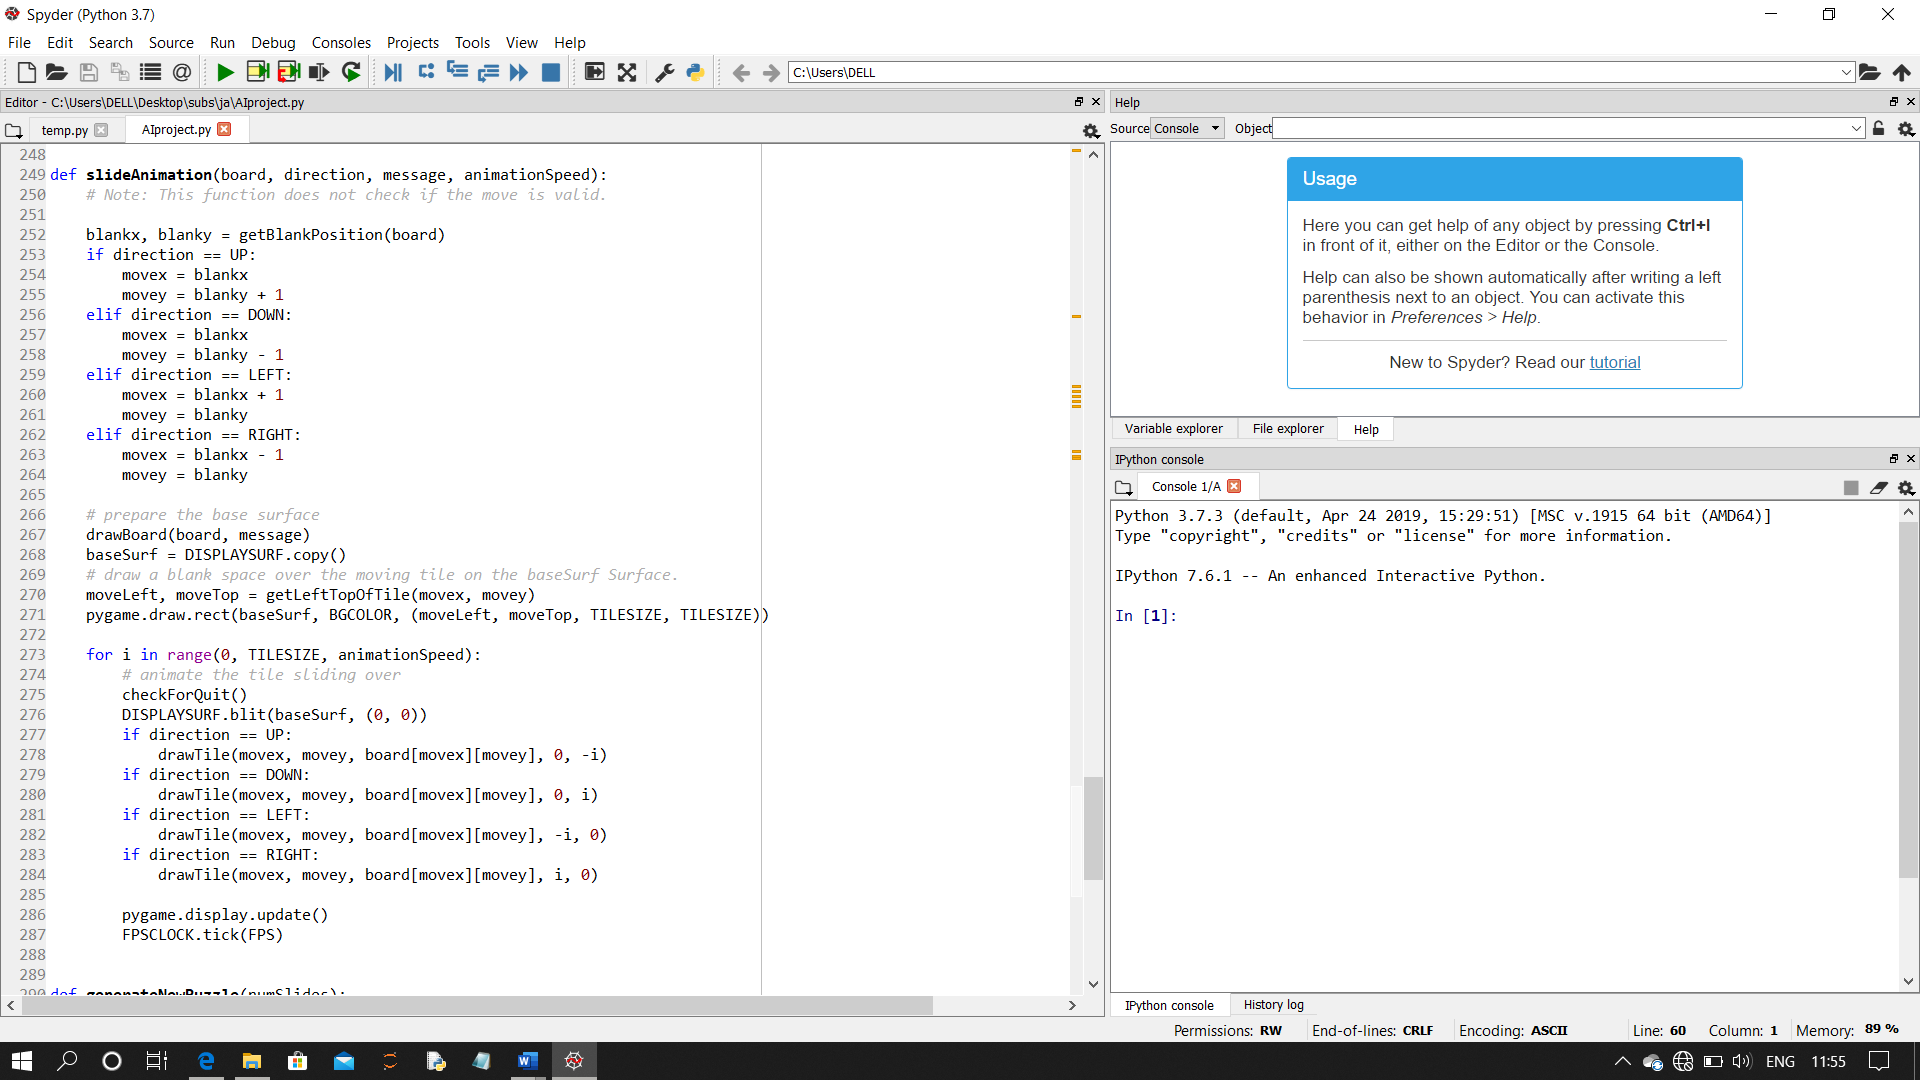 Spyder (Python 3.7)
File Edit Search Source Run Debug Consoles Projects Tools View Help
C:\Users\DELL
Editor - C:\Users\DELL\Desktop\subs\ja\AIproject.py
temp.py AIproject.py
248
249 def slideAnimation(board, direction, message, animationSpeed):
250     # Note: This function does not check if the move is valid.
251
252     blankx, blanky = getBlankPosition(board)
253     if direction == UP:
254         movex = blankx
255         movey = blanky + 1
256     elif direction == DOWN:
257         movex = blankx
258         movey = blanky - 1
259     elif direction == LEFT:
260         movex = blankx + 1
261         movey = blanky
262     elif direction == RIGHT:
263         movex = blankx - 1
264         movey = blanky
265
266     # prepare the base surface
267     drawBoard(board, message)
268     baseSurf = DISPLAYSURF.copy()
269     # draw a blank space over the moving tile on the baseSurf Surface.
270     moveLeft, moveTop = getLeftTopOfTile(movex, movey)
271     pygame.draw.rect(baseSurf, BGCOLOR, (moveLeft, moveTop, TILESIZE, TILESIZE))
272
273     for i in range(0, TILESIZE, animationSpeed):
274         # animate the tile sliding over
275         checkForQuit()
276         DISPLAYSURF.blit(baseSurf, (0, 0))
277         if direction == UP:
278             drawTile(movex, movey, board[movex][movey], 0, -i)
279         if direction == DOWN:
280             drawTile(movex, movey, board[movex][movey], 0, i)
281         if direction == LEFT:
282             drawTile(movex, movey, board[movex][movey], -i, 0)
283         if direction == RIGHT:
284             drawTile(movex, movey, board[movex][movey], i, 0)
285
286         pygame.display.update()
287         FPSCLOCK.tick(FPS)
288
289
290 def generateNewPuzzle(numSlides):
Help
Source Console Object
Usage
Here you can get help of any object by pressing Ctrl+I
in front of it, either on the Editor or the Console.
Help can also be shown automatically after writing a left
parenthesis next to an object. You can activate this
behavior in Preferences > Help.
New to Spyder? Read our tutorial
Variable explorer File explorer Help
IPython console
Console 1/A
Python 3.7.3 (default, Apr 24 2019, 15:29:51) [MSC v.1915 64 bit (AMD64)]
Type "copyright", "credits" or "license" for more information.
IPython 7.6.1 -- An enhanced Interactive Python.
In [1]:
IPython console History log
Permissions: RW End-of-lines: CRLF Encoding: ASCII Line: 60 Column: 1 Memory: 89 %
ENG 11:55